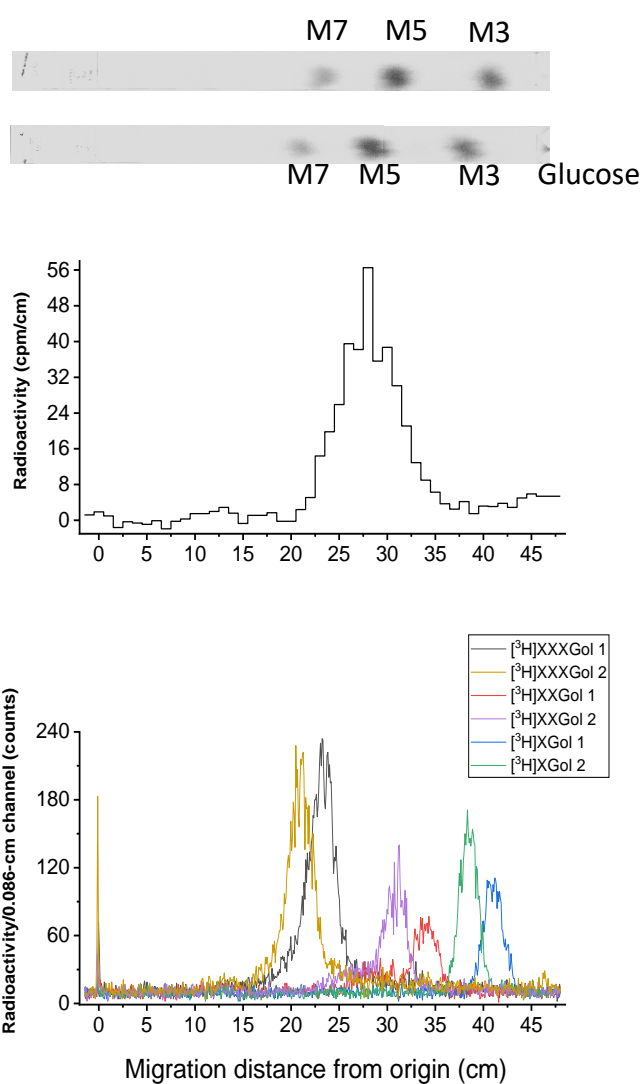 M7 M5 M3
M7 M5 M3 Glucose
Radioactivity (cpm/cm)
56
48
40
32
24
16
8
0
0 5 10 15 20 25 30 35 40 45
[³H]XXXGol 1
[³H]XXXGol 2
[³H]XXGol 1
[³H]XXGol 2
[³H]XGol 1
[³H]XGol 2
Radioactivity/0.086-cm channel (counts)
240
180
120
60
0
0 5 10 15 20 25 30 35 40 45
Migration distance from origin (cm)